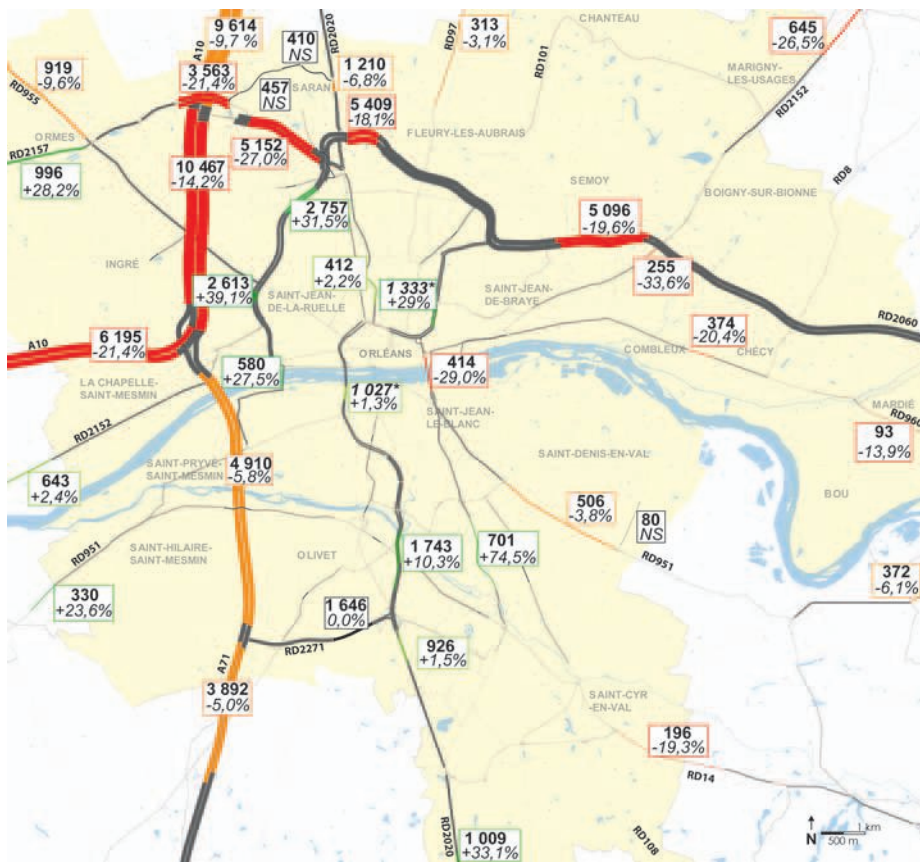 9 614
-9,7 %
A10
410
NS
RD2020
RD97
313
-3,1%
CHANTEAU
RD101
645
-26,5%
919
-9,6%
RD955
3 563
-21,4%
457
NS
SARAN
1 210
-6,8%
MARIGNY-
LES-USAGES
RD2152
5 409
-18,1%
ORMES
FLEURY-LES-AUBRAIS
RD2157
5 152
-27,0%
996
+28,2%
10 467
-14,2%
SEMOY
RD8
BOIGNY-SUR-BIONNE
2 757
+31,5%
5 096
-19,6%
INGRÉ
412
+2,2%
255
-33,6%
2 613
+39,1%
SAINT-JEAN-
DE-LA-RUELLE
1 333*
+29%
SAINT-JEAN-
DE-BRAYE
RD2060
6 195
-21,4%
A10
374
-20,4%
ORLÉANS
COMBLEUX
CHÉCY
580
+27,5%
414
-29,0%
LA CHAPELLE-
SAINT-MESMIN
1 027*
+1,3%
SAINT-JEAN-
LE-BLANC
MARDIÉ
RD960
RD2152
93
-13,9%
SAINT-DENIS-EN-VAL
643
+2,4%
SAINT-PRYVÉ-
SAINT-MESMIN
4 910
-5,8%
BOU
506
-3,8%
80
NS
RD951
SAINT-HILAIRE-
SAINT-MESMIN
OLIVET
1 743
+10,3%
701
+74,5%
RD951
372
-6,1%
330
+23,6%
1 646
0,0%
RD2271
926
+1,5%
A71
3 892
-5,0%
SAINT-CYR
-EN-VAL
196
-19,3%
RD14
RD2020
1 009
+33,1%
RD108
N
1 km
500 m